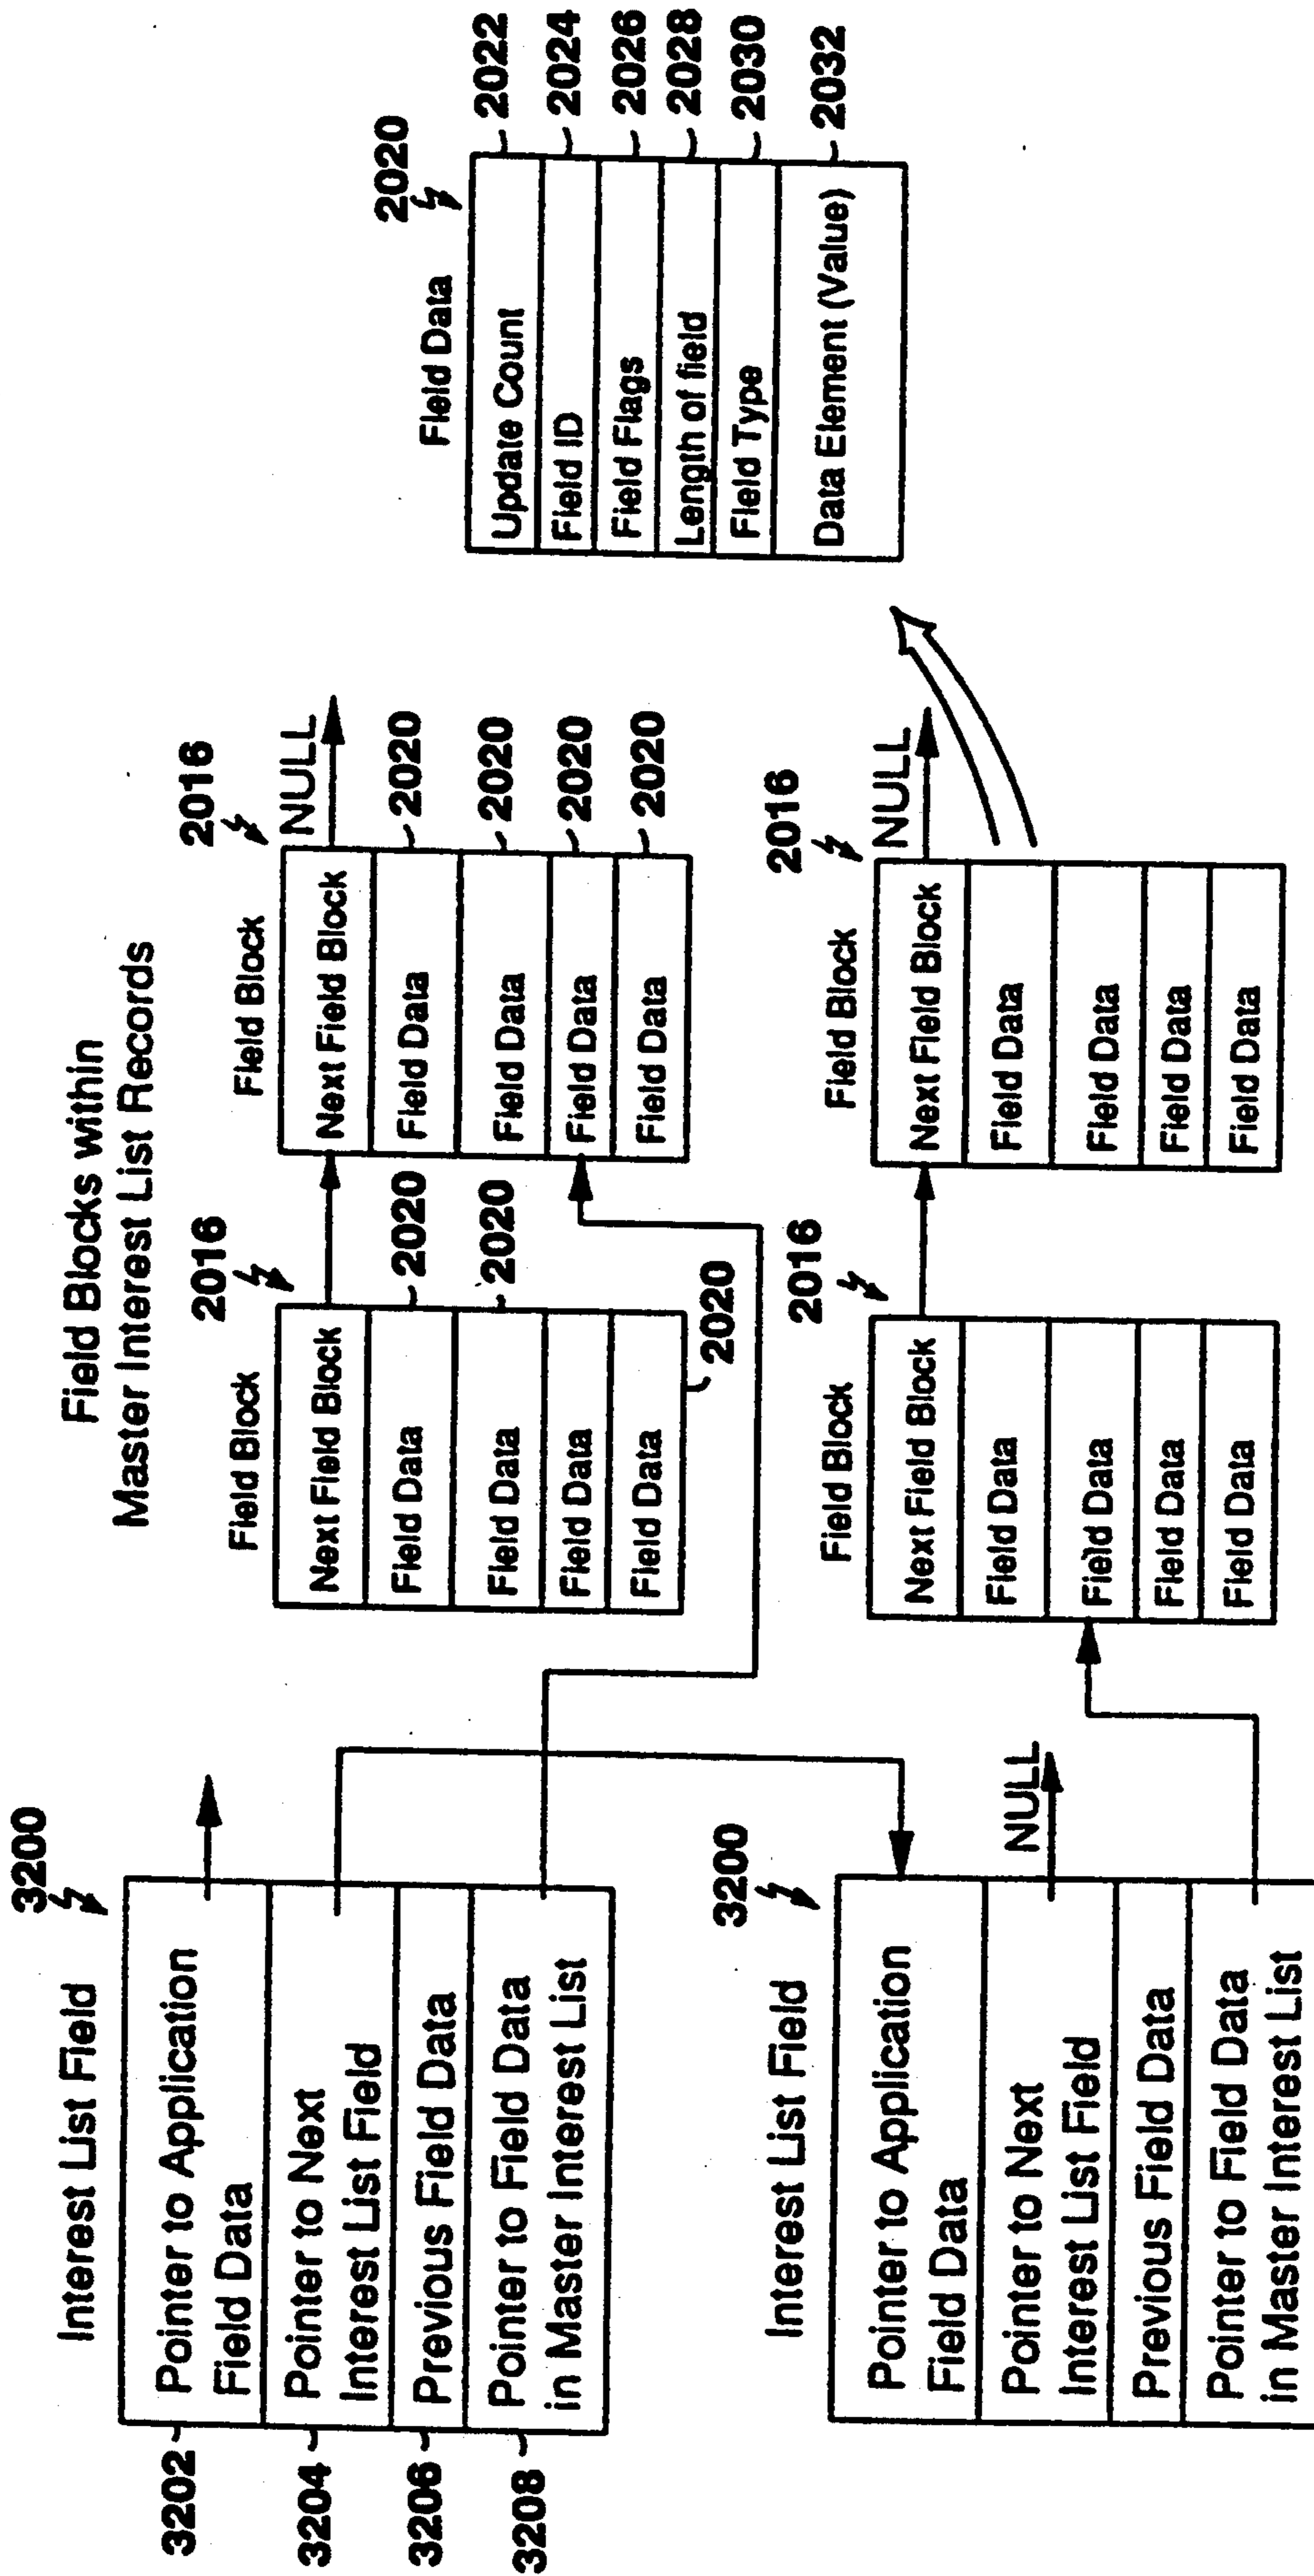 Field Blocks within
Master Interest List Records
Interest List Field
3200
3202
Pointer to Application
Field Data
3204
Pointer to Next
Interest List Field
3206
Previous Field Data
3208
Pointer to Field Data
in Master Interest List
Field Block
2016
Next Field Block
Field Data
2020
Field Data
2020
Field Data
Field Data
2020
Field Block
2016
NULL
Next Field Block
Field Data
2020
Field Data
2020
Field Data
2020
Field Data
2020
Field Data
2020
Update Count
2022
Field ID
2024
Field Flags
2026
Length of field
2028
Field Type
2030
Data Element (Value)
2032
Interest List Field
3200
Pointer to Application
Field Data
Pointer to Next
Interest List Field
NULL
Previous Field Data
Pointer to Field Data
in Master Interest List
Field Block
2016
Next Field Block
Field Data
Field Data
Field Data
Field Data
Field Block
2016
NULL
Next Field Block
Field Data
Field Data
Field Data
Field Data